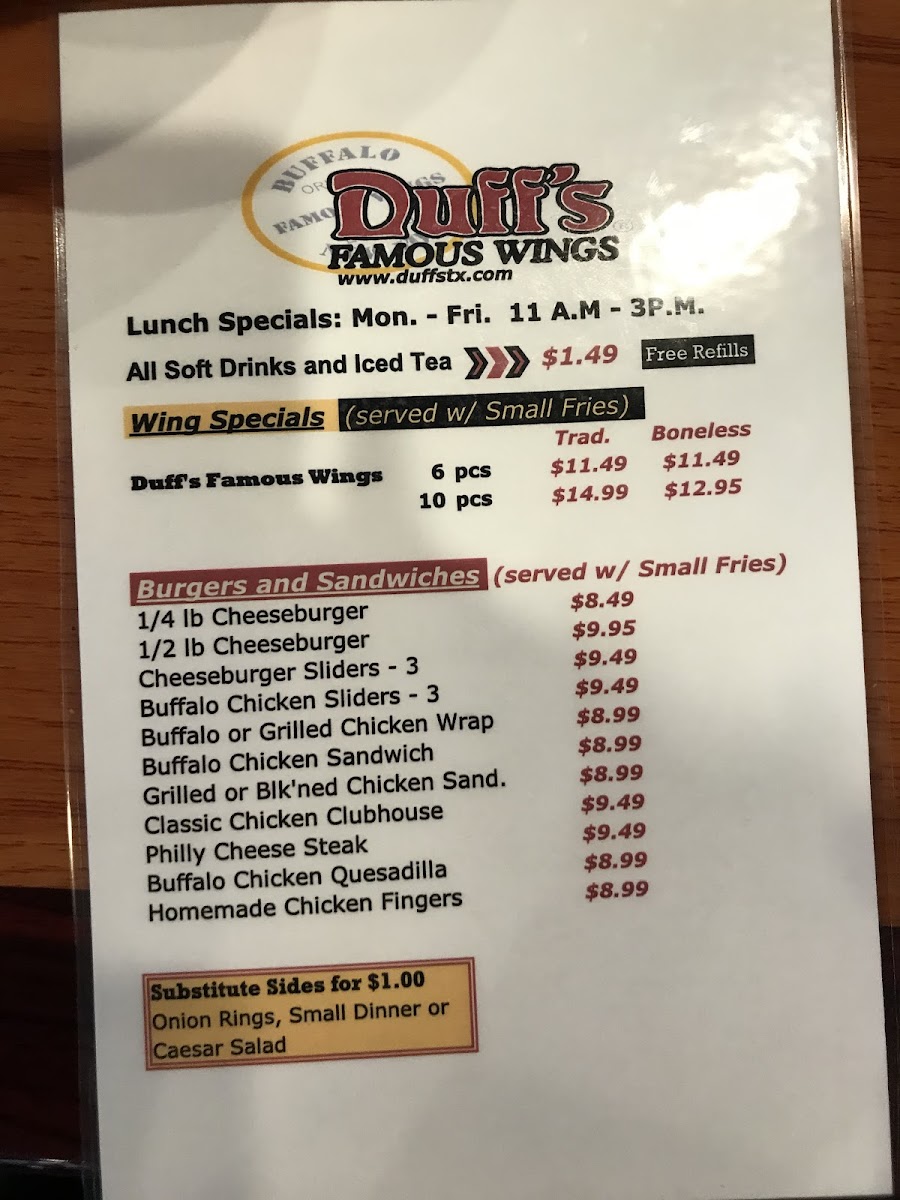 BUFFALO
Duff's
FAMOUS WINGS
www.duffstx.com
Lunch Specials: Mon. - Fri. 11 A.M - 3P.M.
All Soft Drinks and Iced Tea $1.49 Free Refills
Wing Specials (served w/ Small Fries)
Trad. Boneless
Duff's Famous Wings 6 pcs $11.49 $11.49
10 pcs $14.99 $12.95
Burgers and Sandwiches (served w/ Small Fries)
1/4 lb Cheeseburger $8.49
1/2 lb Cheeseburger $9.95
Cheeseburger Sliders - 3 $9.49
Buffalo Chicken Sliders - 3 $9.49
Buffalo or Grilled Chicken Wrap $8.99
Buffalo Chicken Sandwich $8.99
Grilled or Blk'ned Chicken Sand. $8.99
Classic Chicken Clubhouse $9.49
Philly Cheese Steak $9.49
Buffalo Chicken Quesadilla $8.99
Homemade Chicken Fingers $8.99
Substitute Sides for $1.00
Onion Rings, Small Dinner or
Caesar Salad